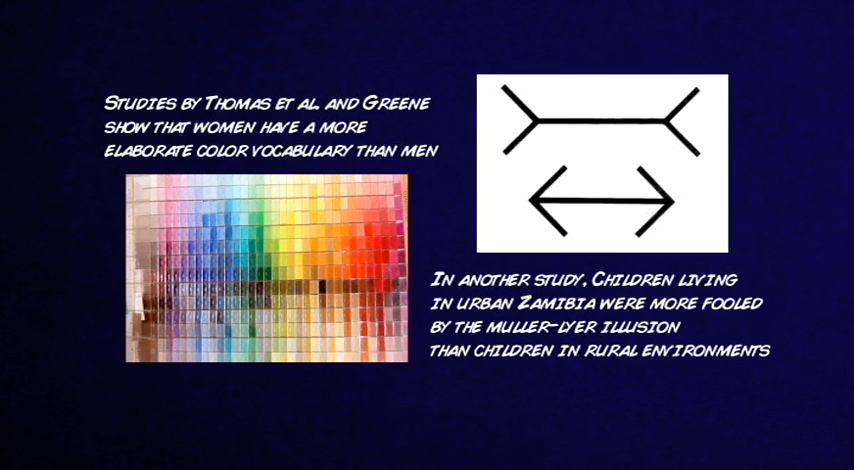 Studies by Thomas et al. and Greene
show that women have a more
elaborate color vocabulary than men
In another study, Children living
in urban Zamibia were more fooled
by the muller-lyer illusion
than children in rural environments